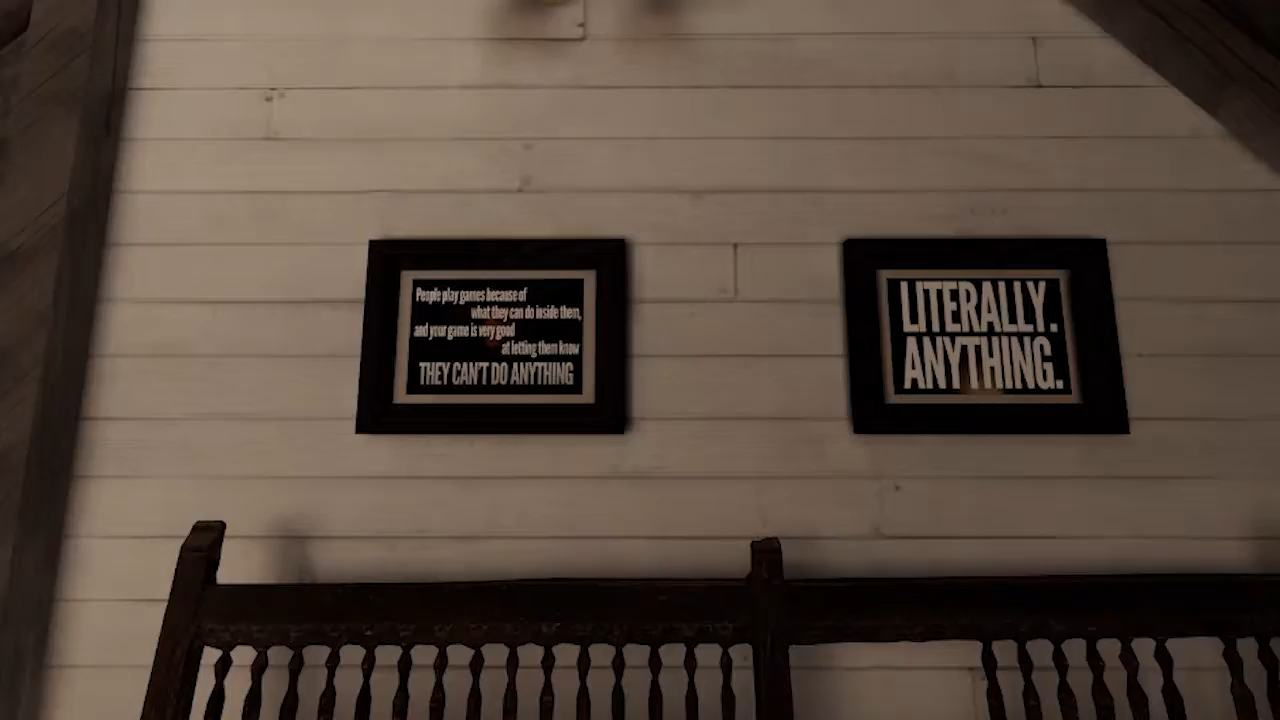 People play games because of
what they can do inside them,
and your game is very good
at letting them know
THEY CAN'T DO ANYTHING
LITERALLY.
ANYTHING.